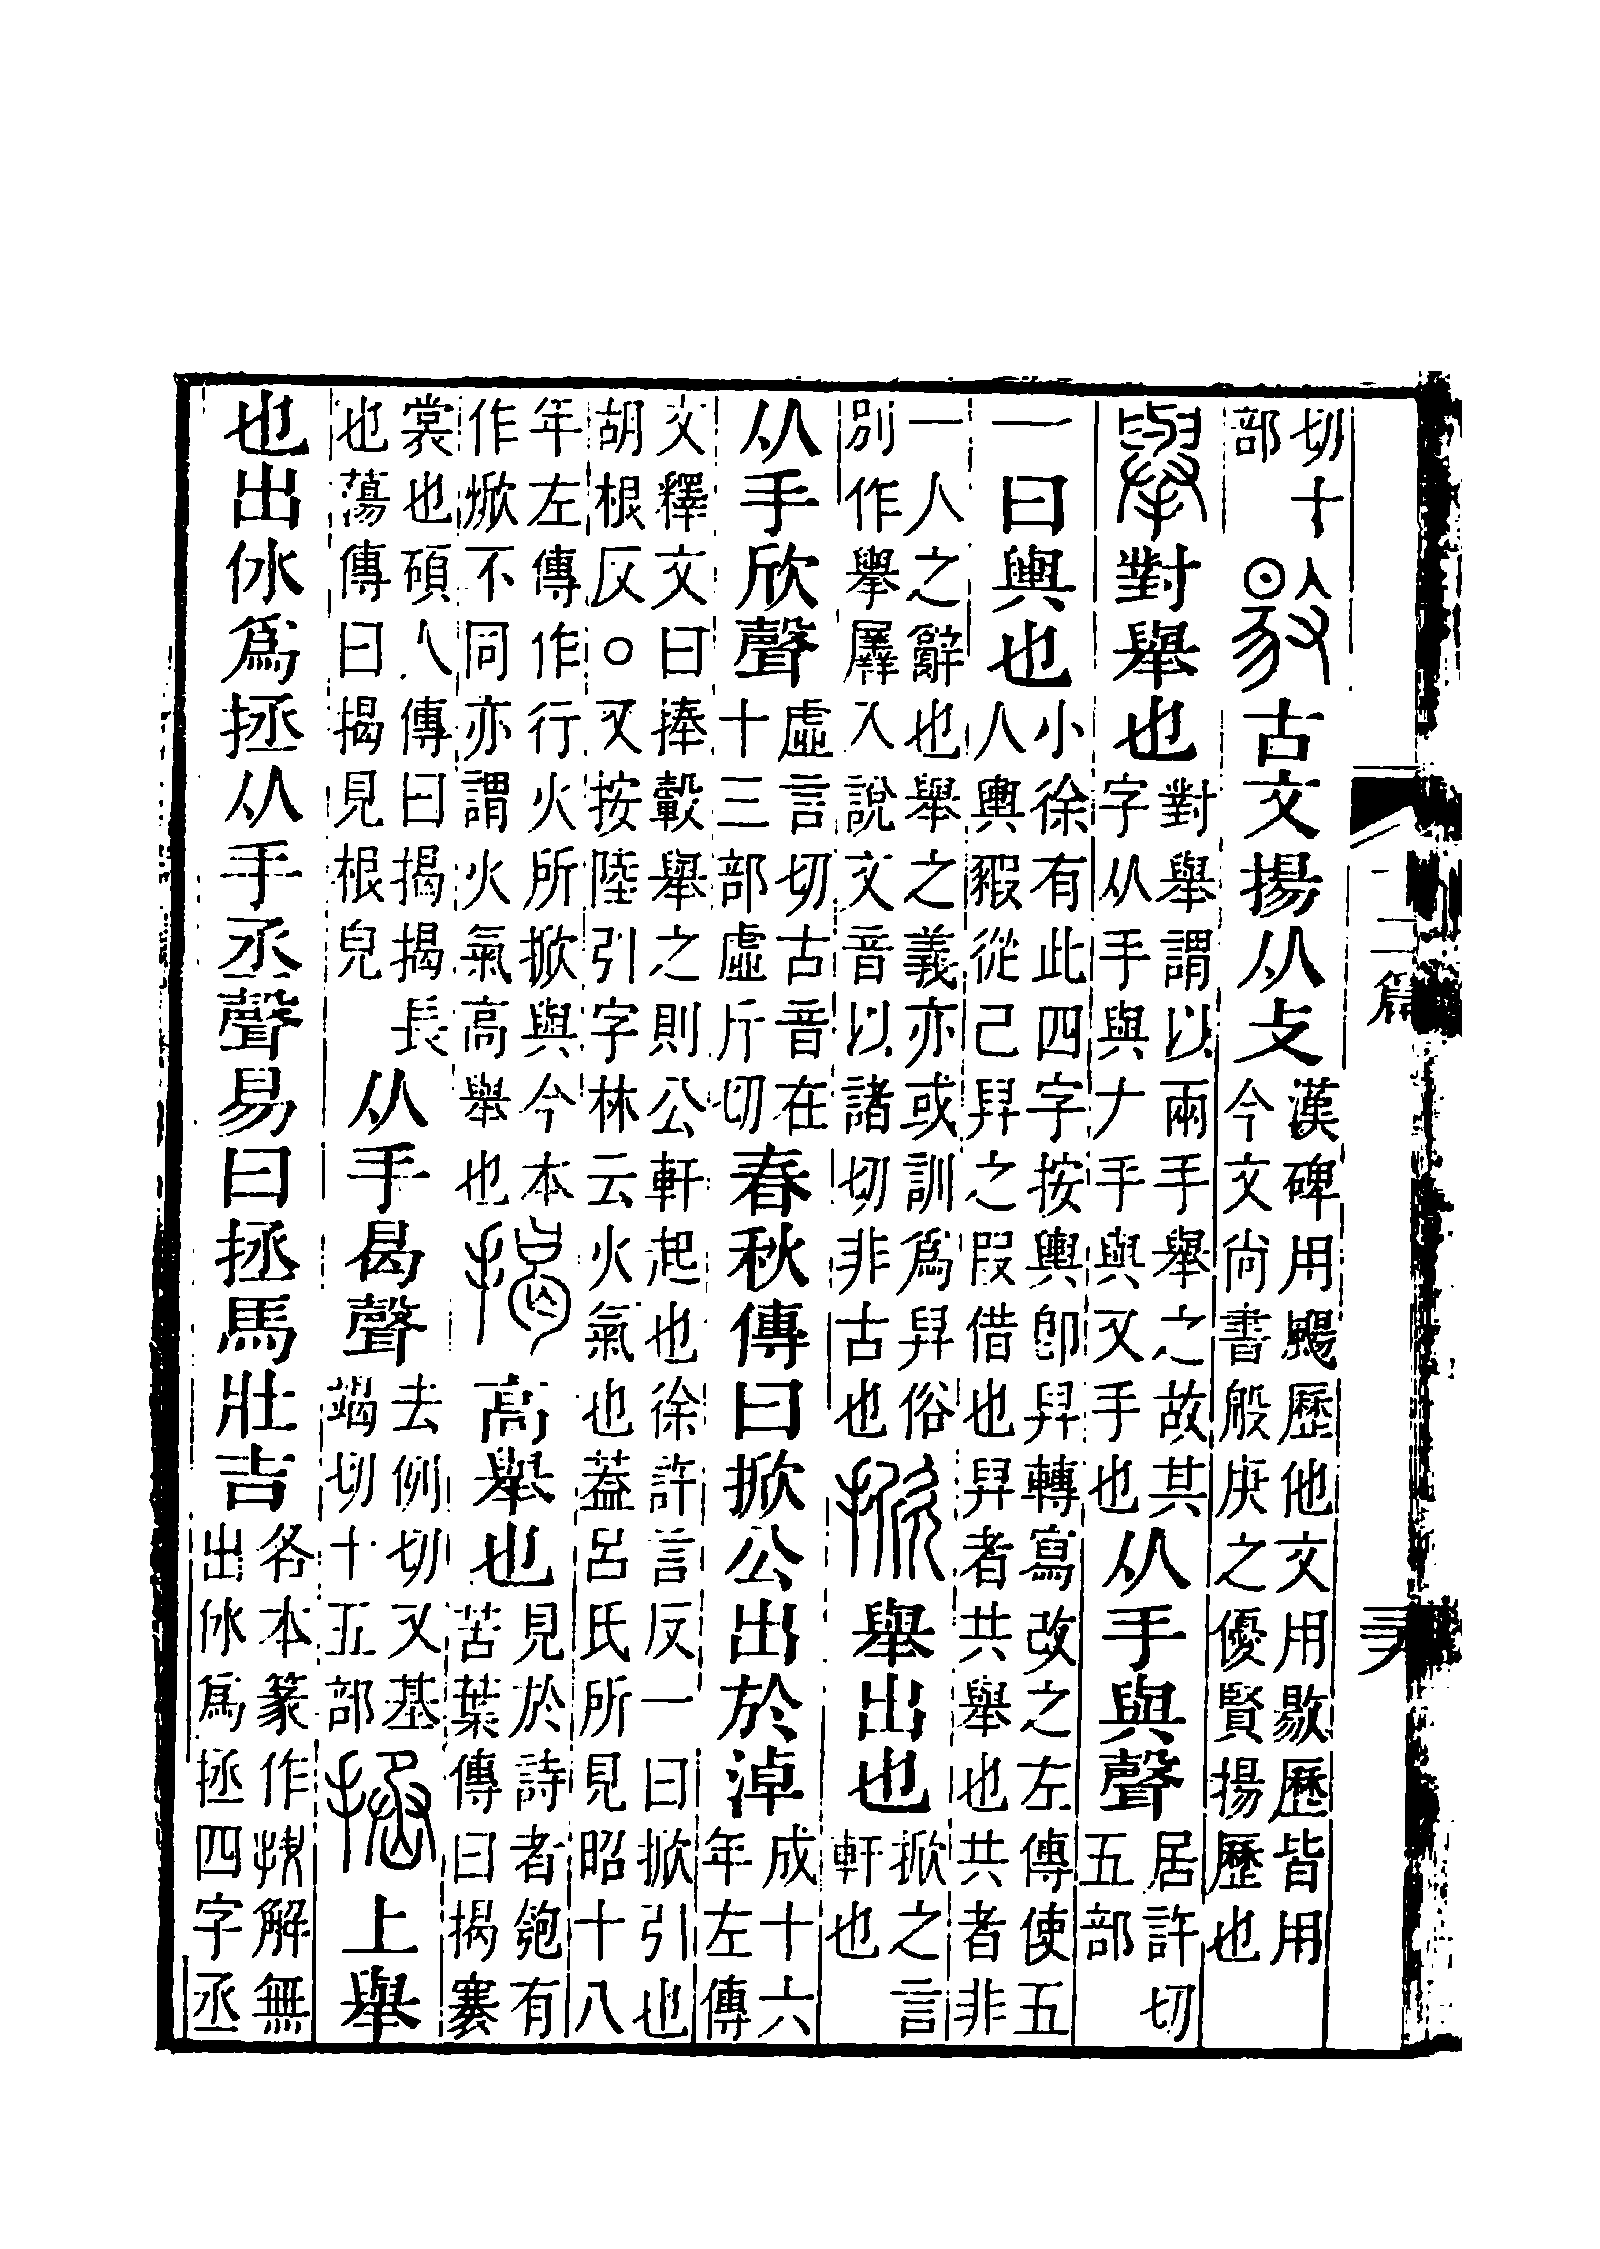 切十部敭古文揚从攴漢碑用颺歷他文用敭歷皆用今文尙書般庚之優賢揚歷也
擧對舉也對舉謂以兩手舉之故其字从手與ナ手與又手也从手與聲居許切五部
一曰輿也小徐有此四字按輿卽舁轉寫改之左傳使五人輿豭從己舁之叚借也舁者共舉也共者非
一人之辭也舉之義亦或訓爲舁俗別作擧羼入說文音以諸切非古也掀舉出也掀之言軒也
从手欣聲虛言切古音在十三部虛斤切春秋傳曰掀公出於淖成十六年左傳
文釋文曰捧轂舉之則公軒起也徐許言反一曰掀引也胡根反○又按陸引字林云火氣也蓋呂氏所見昭十八
年左傳作行火所掀與今本作焮不同亦謂火氣高舉也揭高舉也見於詩者匏有苦葉傳曰揭褰
裳也碩人傳曰揭揭長也蕩傳曰揭見根皃从手曷聲去例切又基竭切十五部拯上舉
也出㲻爲拯从手丞聲易曰拯馬壯吉各本篆作抍解無出㲻爲拯四字丞